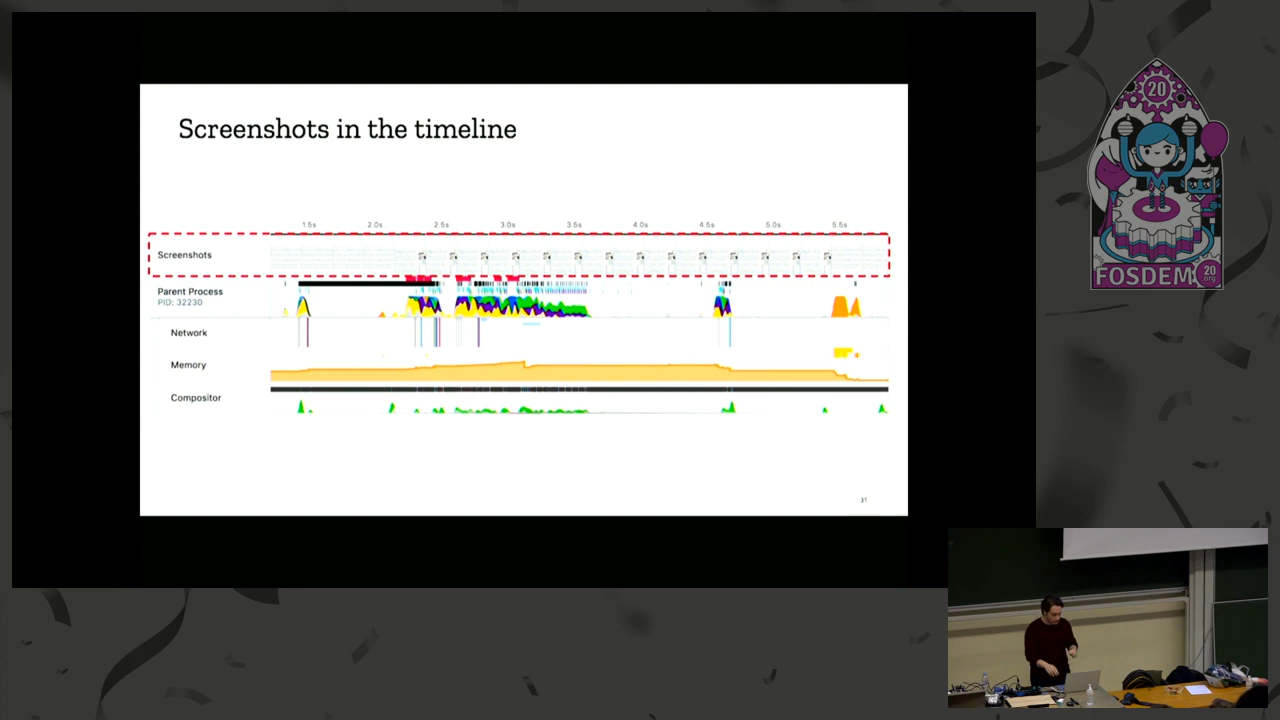 Screenshots in the timeline
1.5s 2.0s 2.5s 3.0s 3.5s 4.0s 4.5s 5.0s 5.5s
Screenshots
Parent Process
PID: 32230
Network
Memory
Compositor
31
20
FOSDEM
20
.org